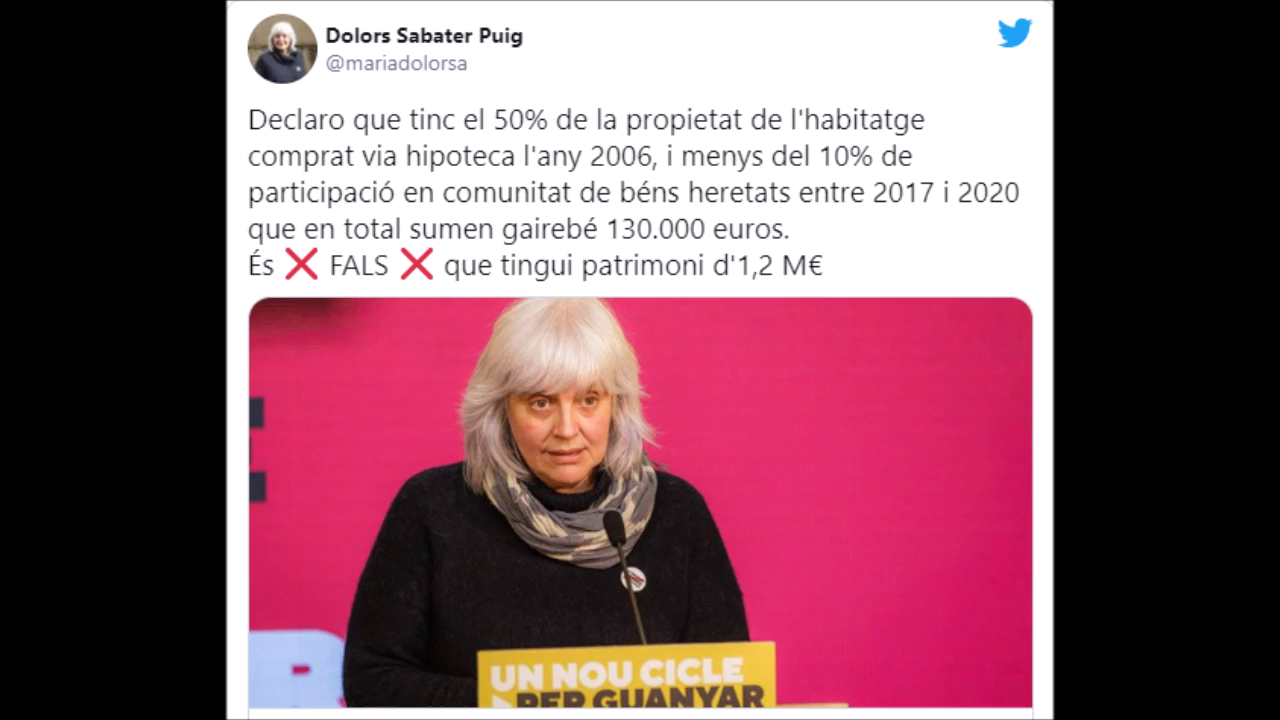 Dolors Sabater Puig
@mariadolorsa
Declaro que tinc el 50% de la propietat de l'habitatge
comprat via hipoteca l'any 2006, i menys del 10% de
participació en comunitat de béns heretats entre 2017 i 2020
que en total sumen gairebé 130.000 euros.
És ❌ FALS ❌ que tingui patrimoni d'1,2 M€
UN NOU CICLE
PER GUANYAR